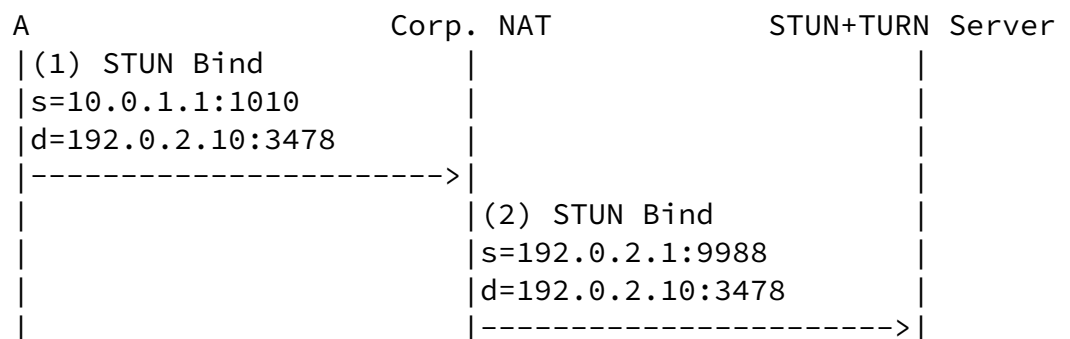 A                    Corp. NAT            STUN+TURN Server
|(1) STUN Bind           |                        |
|s=10.0.1.1:1010         |                        |
|d=192.0.2.10:3478       |                        |
|----------------------->|                        |
|                        |(2) STUN Bind           |
|                        |s=192.0.2.1:9988        |
|                        |d=192.0.2.10:3478       |
|                        |----------------------->|